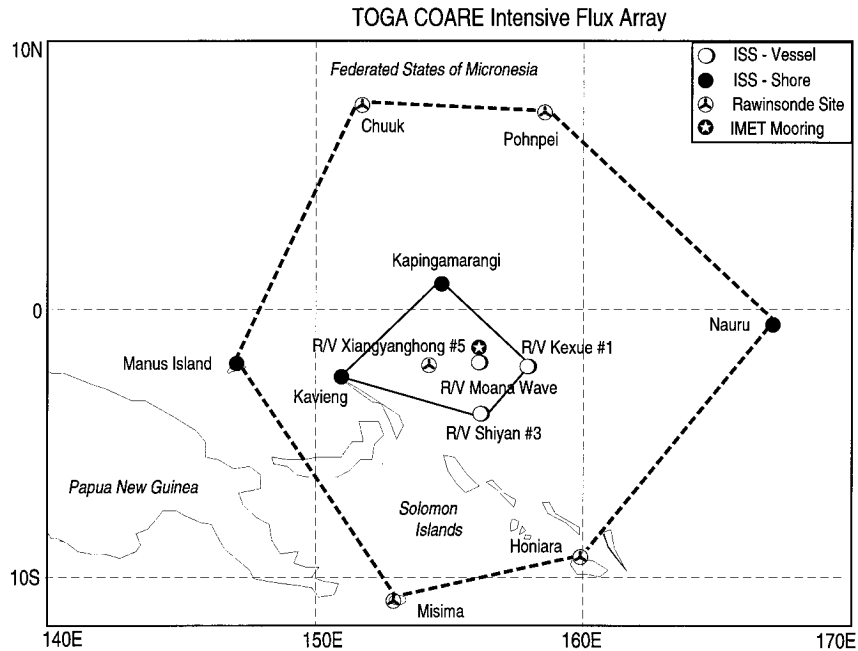 TOGA COARE Intensive Flux Array
10N
Federated States of Micronesia
ISS - Vessel
ISS - Shore
Rawinsonde Site
IMET Mooring
Chuuk
Pohnpei
Kapingamarangi
0
Nauru
R/V Xiangyanghong #5
R/V Kexue #1
Manus Island
R/V Moana Wave
Kavieng
R/V Shiyan #3
Papua New Guinea
Solomon
Islands
Honiara
10S
Misima
140E
150E
160E
170E